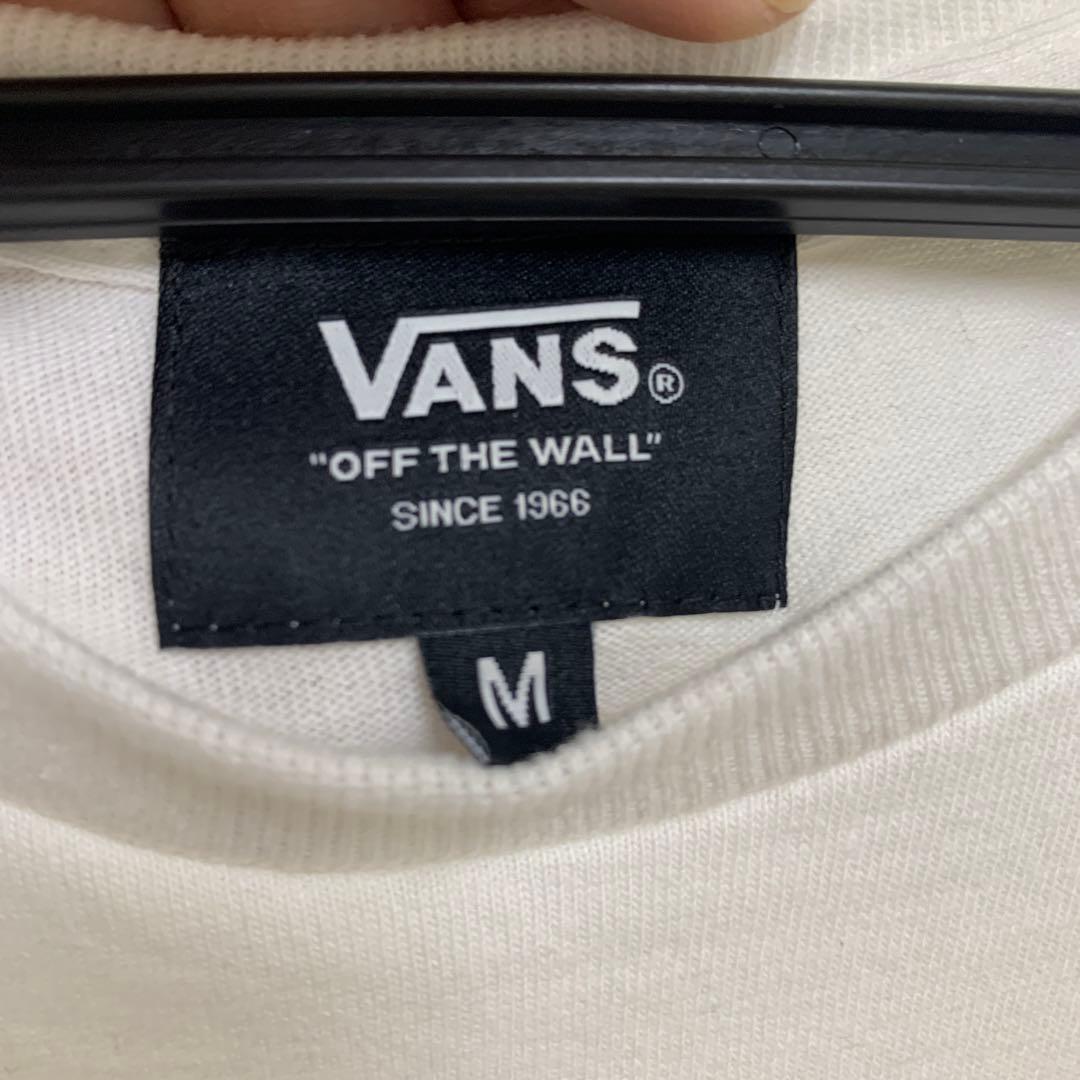 VANS®
"OFF THE WALL"
SINCE 1966
M